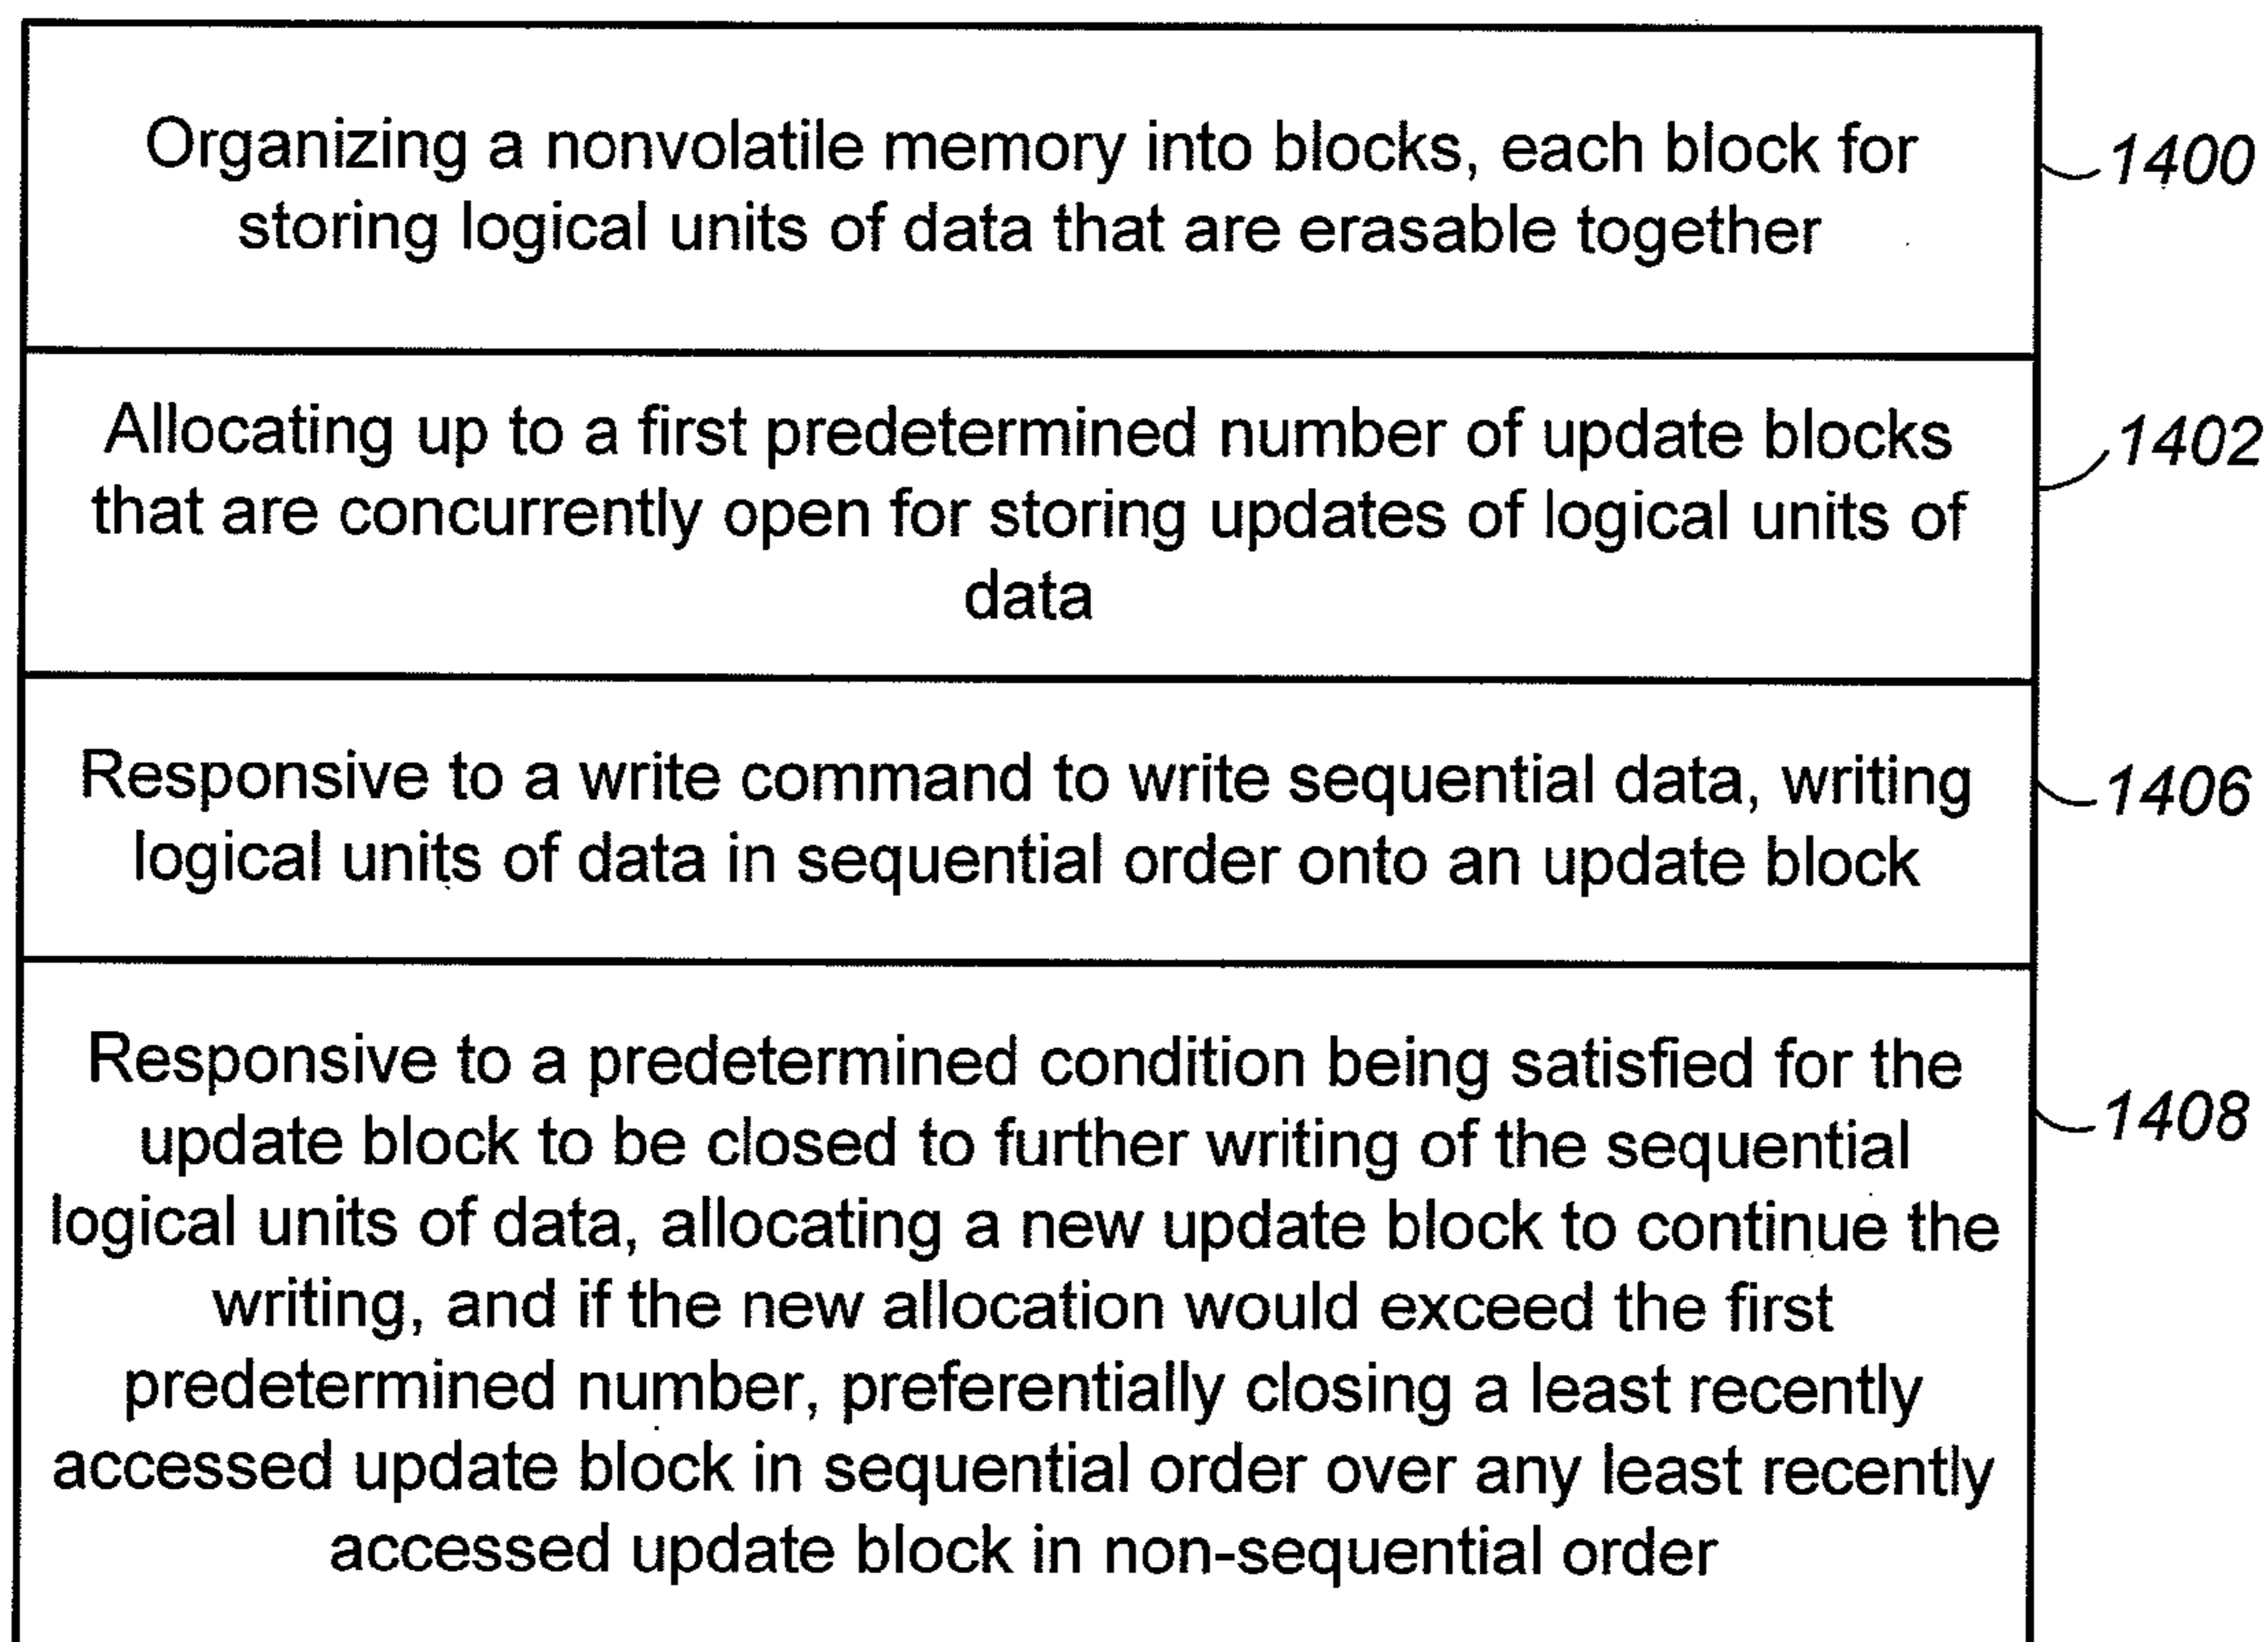 Organizing a nonvolatile memory into blocks, each block for
1400
storing logical units of data that are erasable together
Allocating up to a first predetermined number of update blocks
1402
that are concurrently open for storing updates of logical units of
data
Responsive to a write command to write sequential data, writing
1406
logical units of data in sequential order onto an update block
Responsive to a predetermined condition being satisfied for the
1408
update block to be closed to further writing of the sequential
logical units of data, allocating a new update block to continue the
writing, and if the new allocation would exceed the first
predetermined number, preferentially closing a least recently
accessed update block in sequential order over any least recently
accessed update block in non-sequential order